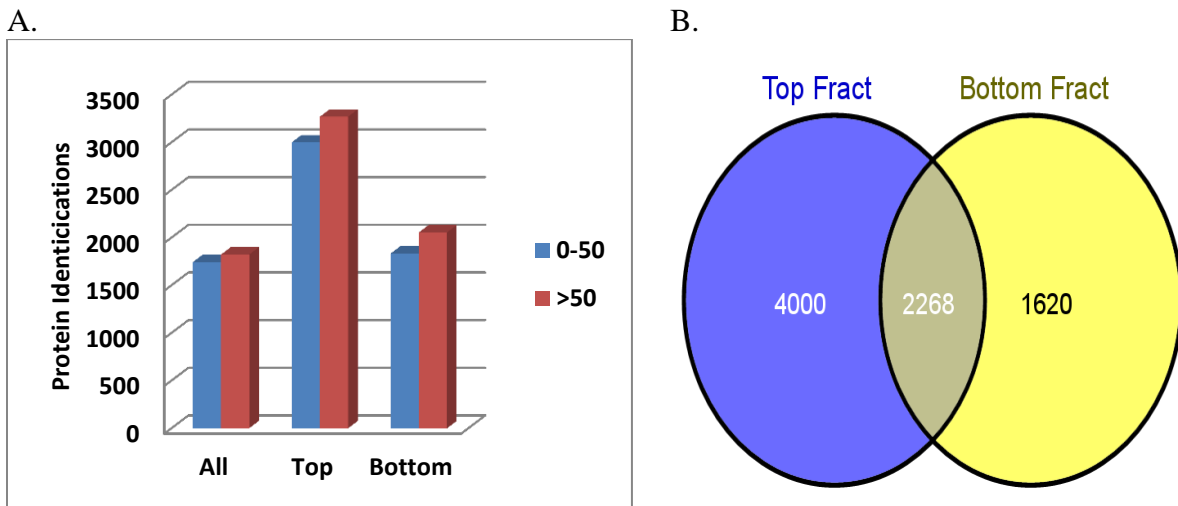 A.
Protein Identicications
3500
3000
2500
2000
1500
1000
500
0
All Top Bottom
0-50
>50
B.
Top Fract Bottom Fract
4000 2268 1620